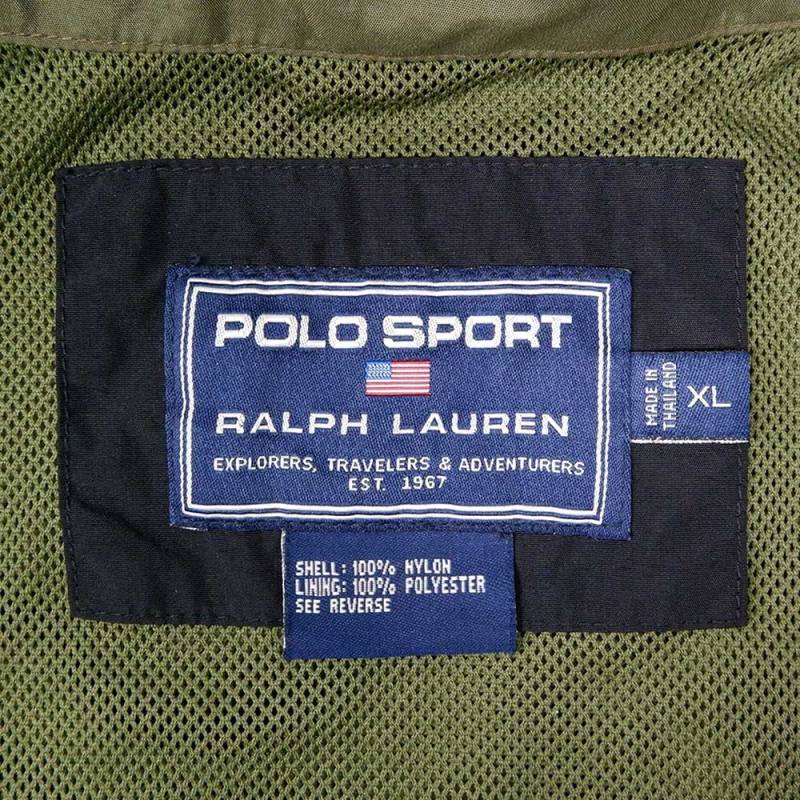 POLO SPORT
RALPH LAUREN
EXPLORERS, TRAVELERS & ADVENTURERS
EST. 1967
MADE IN
THAILAND
XL
SHELL: 100% NYLON
LINING: 100% POLYESTER
SEE REVERSE